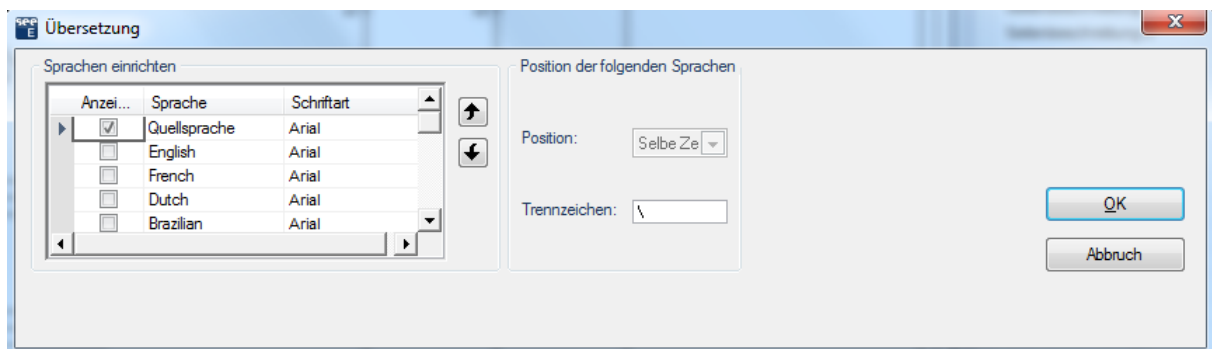 see E Übersetzung
Sprachen einrichten
Anzei... Sprache Schriftart
Quellsprache Arial
English Arial
French Arial
Dutch Arial
Brazilian Arial
Position der folgenden Sprachen
Position: Selbe Ze
Trennzeichen: \
OK
Abbruch